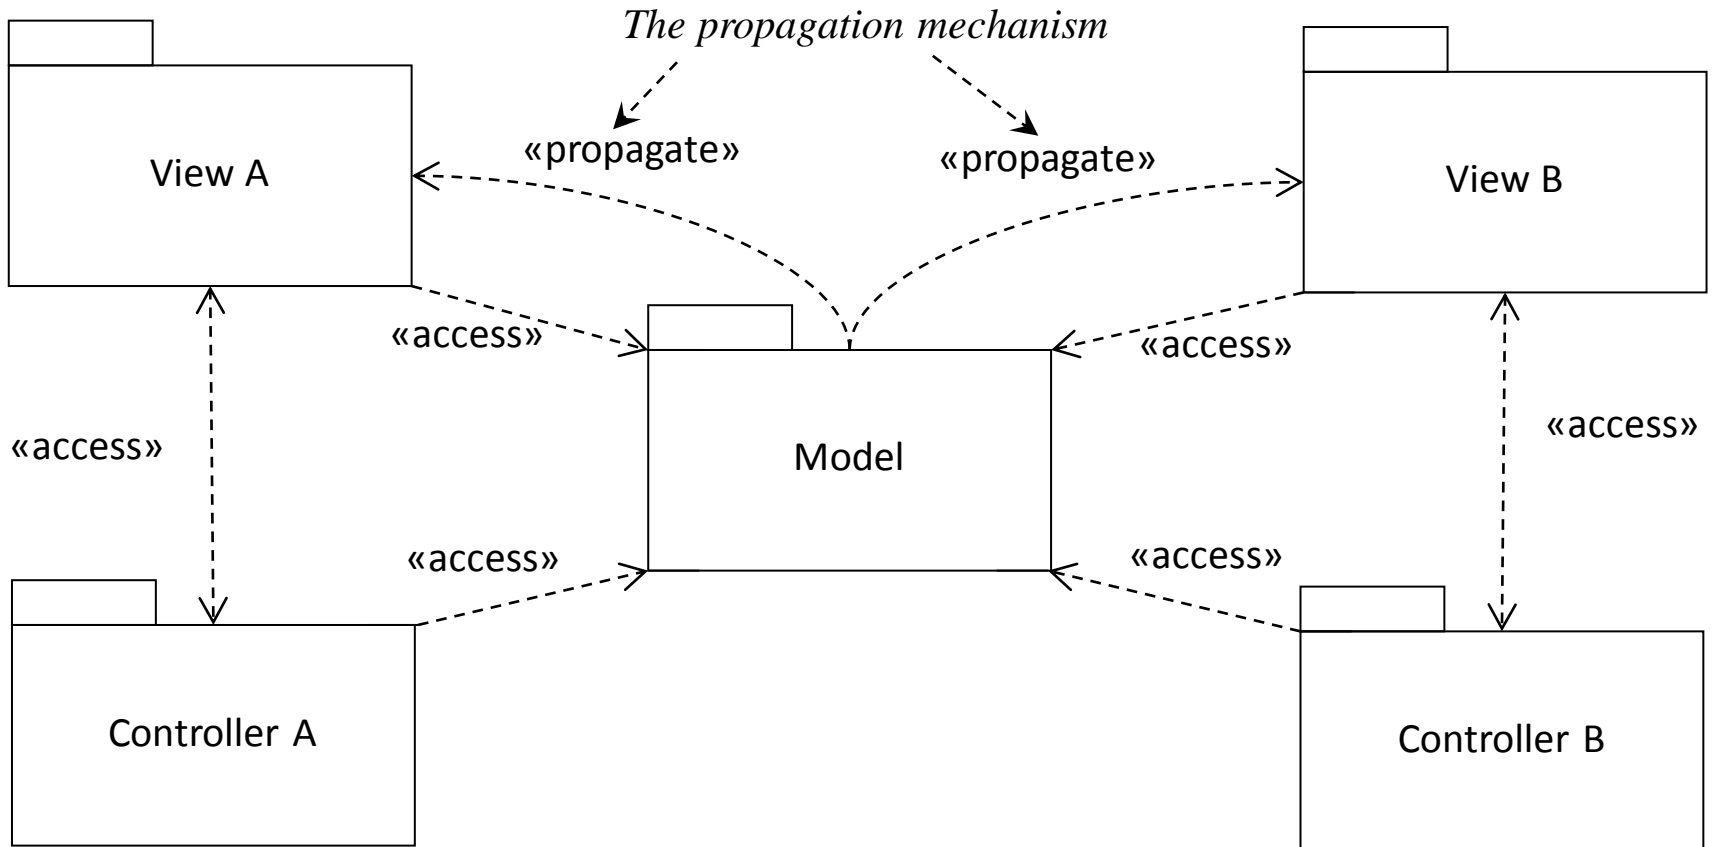 The propagation mechanism
«propagate»
«propagate»
View A
View B
«access»
«access»
«access»
«access»
Model
«access»
«access»
Controller A
Controller B